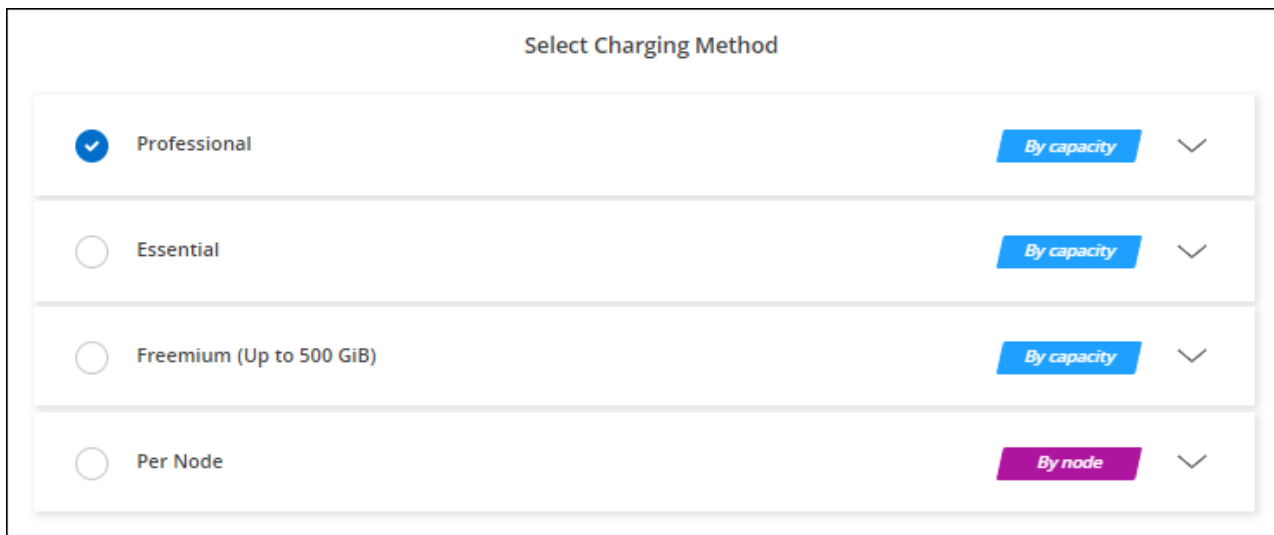 Select Charging Method
Professional By capacity
Essential By capacity
Freemium (Up to 500 GiB) By capacity
Per Node By node